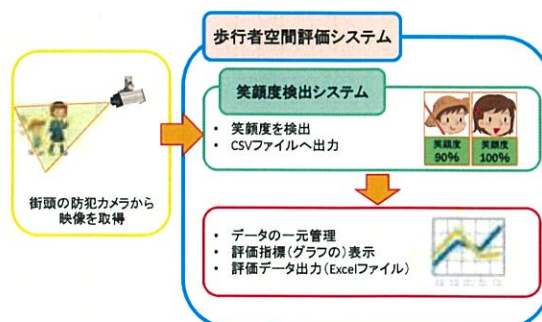 歩行者空間評価システム
笑顔度検出システム
• 笑顔度を検出
• CSVファイルへ出力
笑顔度
90%
笑顔度
100%
街頭の防犯カメラから
映像を取得
• データの一元管理
• 評価指標(グラフの)表示
• 評価データ出力(Excelファイル)